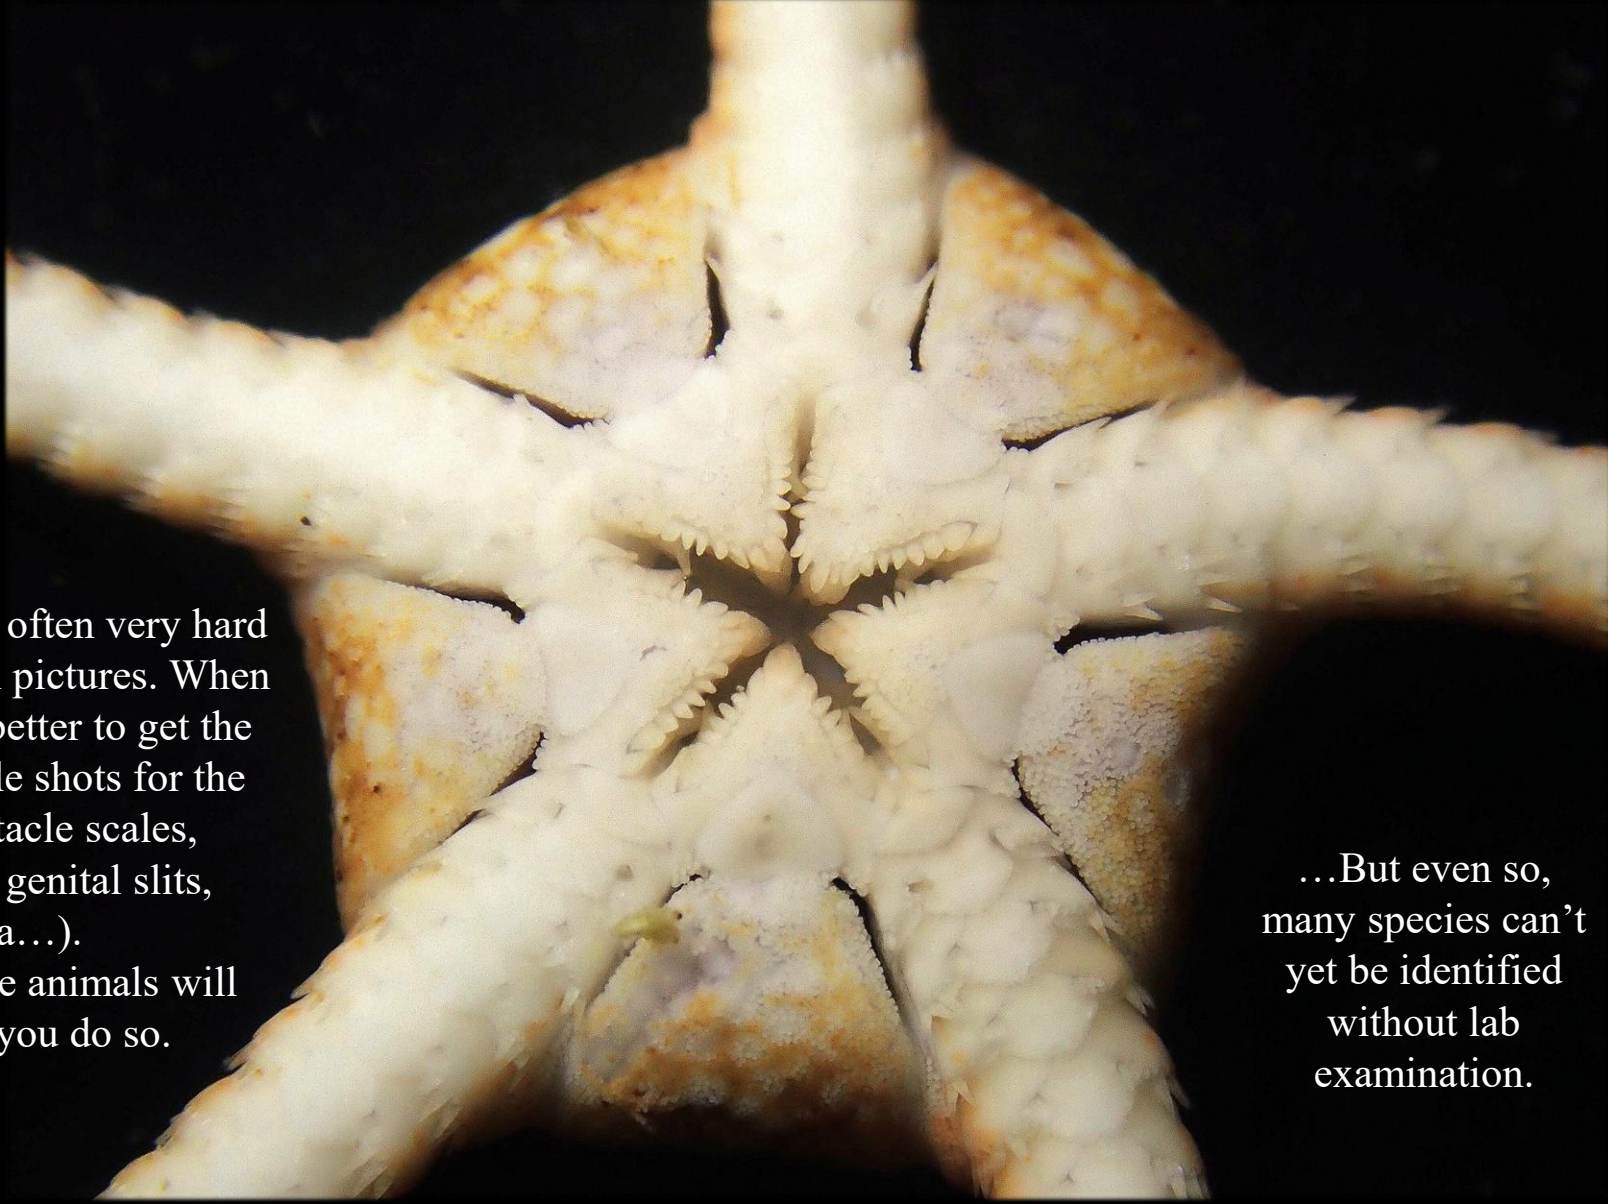 often very hard
pictures. When
better to get the
le shots for the
tacle scales,
genital slits,
a…).
e animals will
you do so.
…But even so,
many species can’t
yet be identified
without lab
examination.